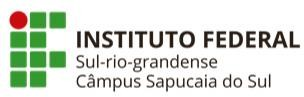 INSTITUTO FEDERAL
Sul-rio-grandense
Câmpus Sapucaia do Sul